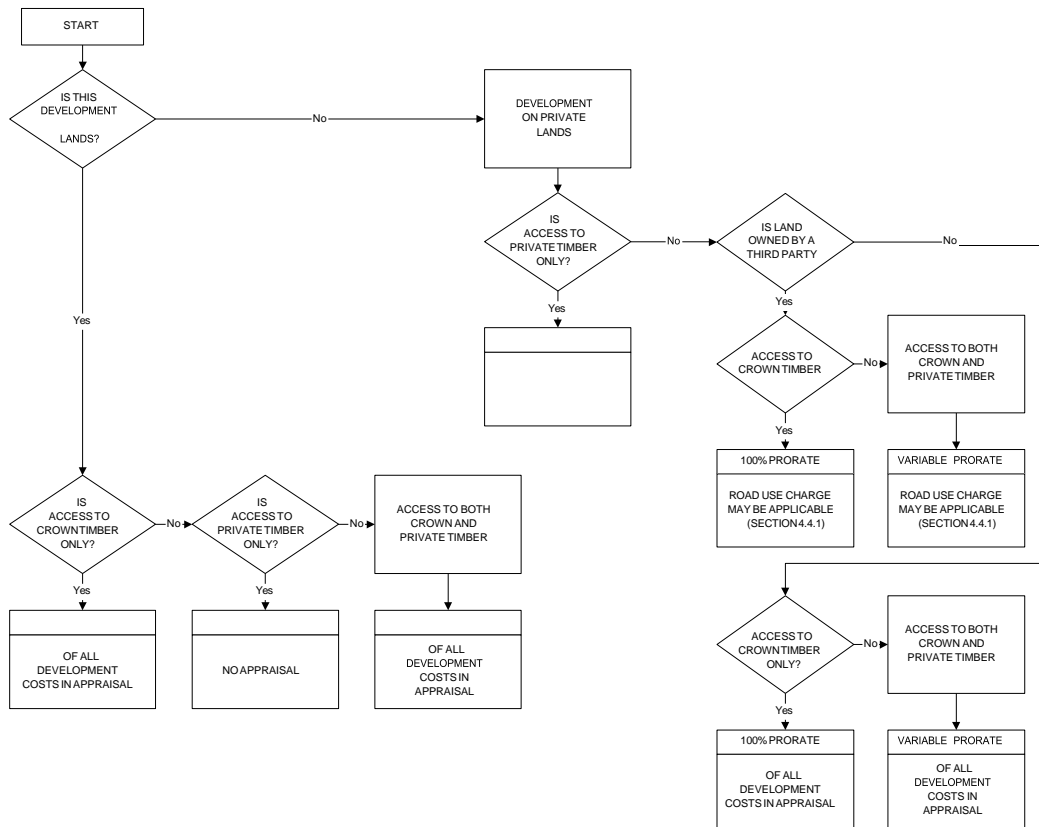 START
IS THIS
DEVELOPMENT
LANDS?
No
DEVELOPMENT
ON PRIVATE
LANDS
IS
ACCESS TO
PRIVATE TIMBER
ONLY?
No
IS LAND
OWNED BY A
THIRD PARTY
No
Yes
Yes
Yes
ACCESS TO
CROWN TIMBER
No
ACCESS TO BOTH
CROWN AND
PRIVATE TIMBER
Yes
100% PRORATE
ROAD USE CHARGE
MAY BE APPLICABLE
(SECTION 4.4.1)
VARIABLE PRORATE
ROAD USE CHARGE
MAY BE APPLICABLE
(SECTION 4.4.1)
IS
ACCESS TO
CROWN TIMBER
ONLY?
No
IS
ACCESS TO
PRIVATE TIMBER
ONLY?
No
ACCESS TO BOTH
CROWN AND
PRIVATE TIMBER
Yes
Yes
OF ALL
DEVELOPMENT
COSTS IN APPRAISAL
NO APPRAISAL
OF ALL
DEVELOPMENT
COSTS IN
APPRAISAL
ACCESS TO
CROWN TIMBER
ONLY?
No
ACCESS TO BOTH
CROWN AND
PRIVATE TIMBER
Yes
100% PRORATE
OF ALL
DEVELOPMENT
COSTS IN APPRAISAL
VARIABLE PRORATE
OF ALL
DEVELOPMENT
COSTS IN
APPRAISAL